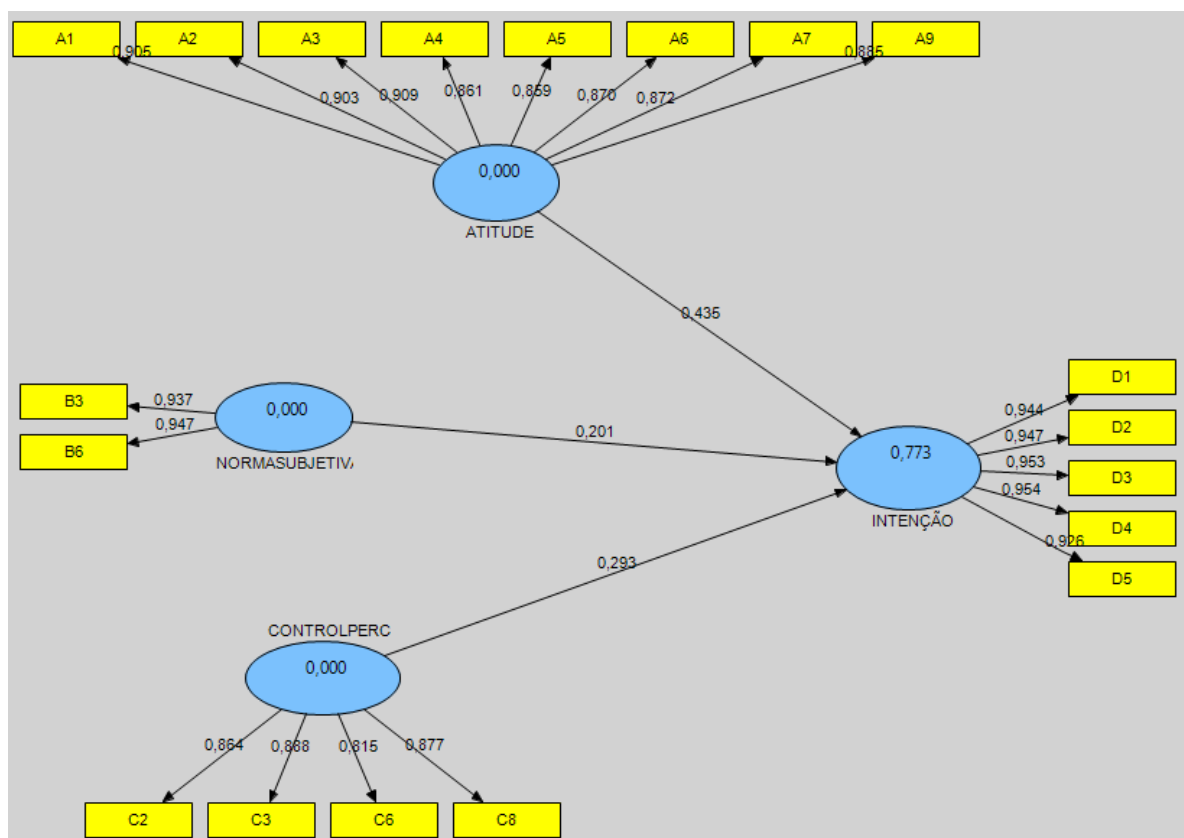 A1 A2 A3 A4 A5 A6 A7 A9
0,905 0,903 0,909 0,861 0,859 0,870 0,872 0,885
0,000
ATITUDE
0,435
B3
B6
0,937
0,947
0,000
NORMASUBJETIVA
0,201
D1
D2
D3
D4
D5
0,944
0,947
0,953
0,954
0,926
0,773
INTENÇÃO
0,293
CONTROLPERC
0,000
0,864 0,888 0,815 0,877
C2 C3 C6 C8